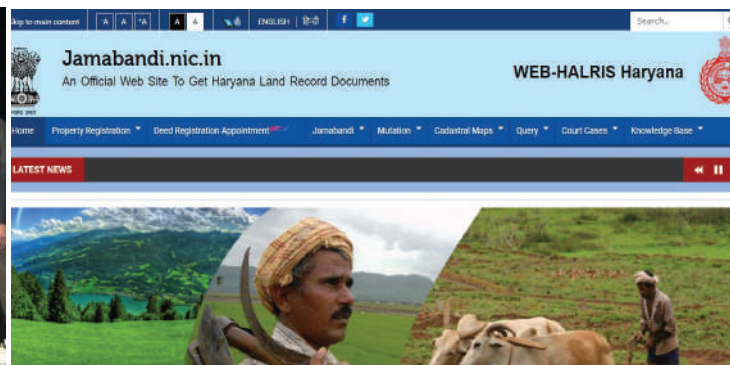 Skip to main content -A A +A A A ENGLISH | हिन्दी f
Search..
Jamabandi.nic.in
An Official Web Site To Get Haryana Land Record Documents
WEB-HALRIS Haryana
Home Property Registration Deed Registration Appointment Jamabandi Mutation Cadastral Maps Query Court Cases Knowledge Base
LATEST NEWS